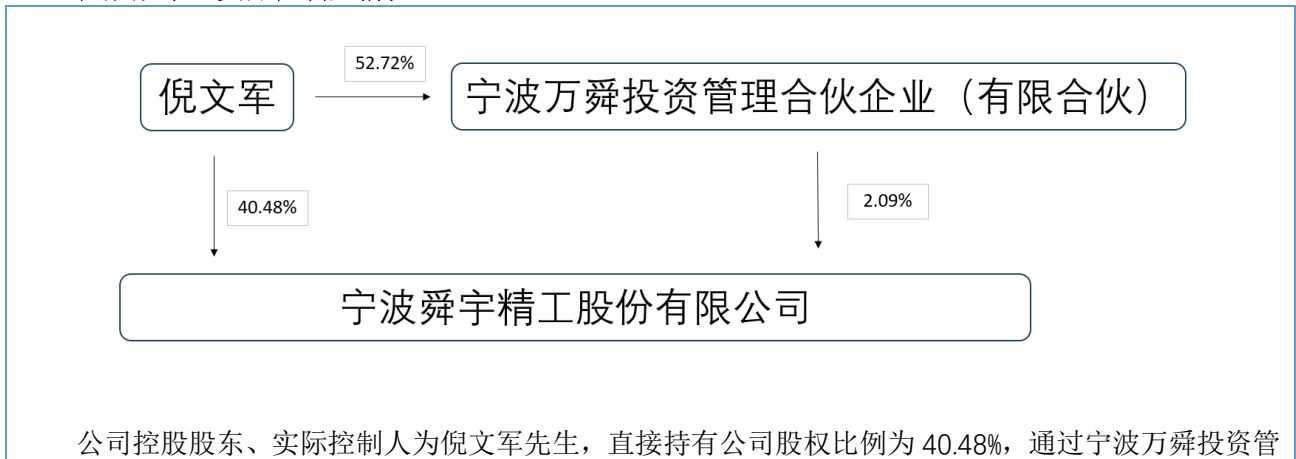 52.72%
倪文军
宁波万舜投资管理合伙企业（有限合伙）
40.48%
2.09%
宁波舜宇精工股份有限公司
公司控股股东、实际控制人为倪文军先生，直接持有公司股权比例为 40.48%，通过宁波万舜投资管